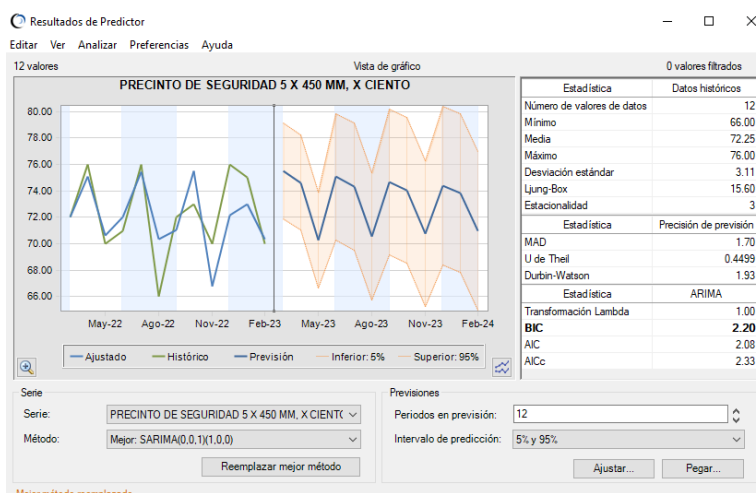 Resultados de Predictor
Editar Ver Analizar Preferencias Ayuda
12 valores Vista de gráfico 0 valores filtrados
PRECINTO DE SEGURIDAD 5 X 450 MM, X CIENTO
80.00
78.00
76.00
74.00
72.00
70.00
68.00
66.00
May-22 Ago-22 Nov-22 Feb-23 May-23 Ago-23 Nov-23 Feb-24
Ajustado Histórico Previsión Inferior: 5% Superior: 95%
Estadística Datos históricos
Número de valores de datos 12
Mínimo 66.00
Media 72.25
Máximo 76.00
Desviación estándar 3.11
Ljung-Box 15.60
Estacionalidad 3
Estadística Precisión de previsión
MAD 1.70
U de Theil 0.4499
Durbin-Watson 1.93
Estadística ARIMA
Transformación Lambda 1.00
BIC 2.20
AIC 2.08
AICc 2.33
Serie
Serie: PRECINTO DE SEGURIDAD 5 X 450 MM, X CIENT(
Método: Mejor: SARIMA(0,0,1)(1,0,0)
Reemplazar mejor método
Previsiones
Periodos en previsión: 12
Intervalo de predicción: 5% y 95%
Ajustar... Pegar...
Mejor método reemplazado